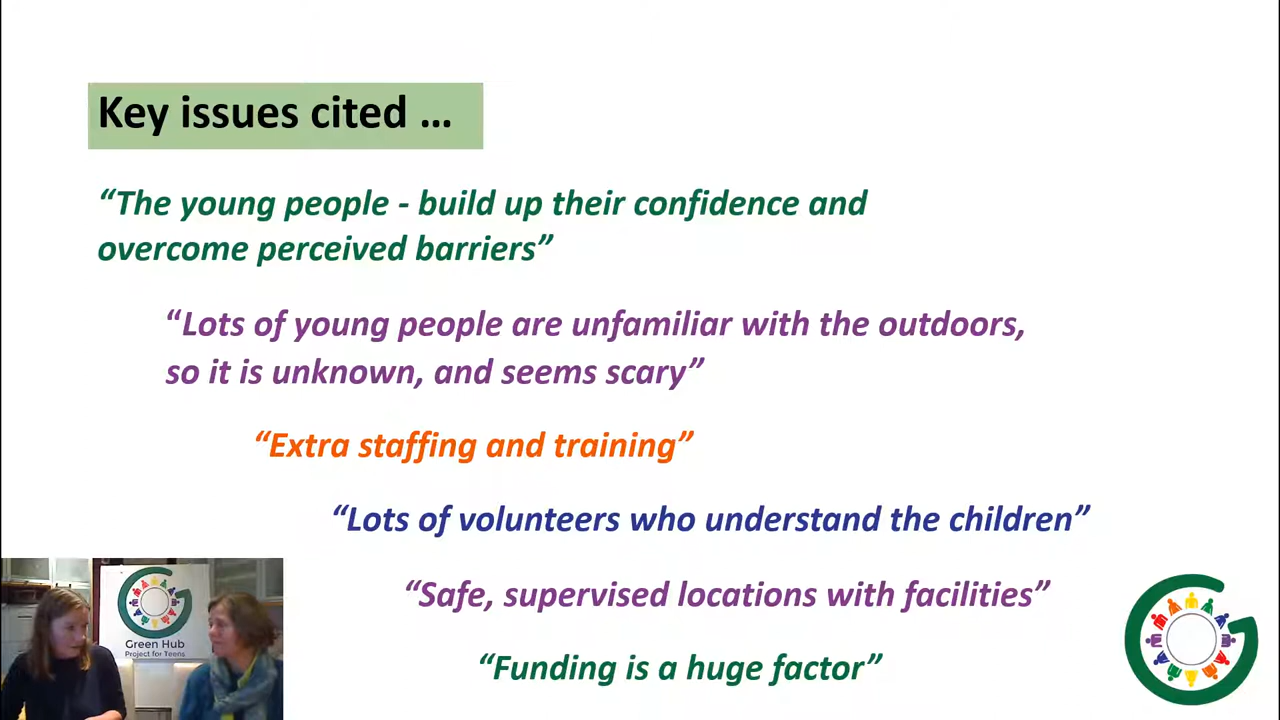 Key issues cited ...
“The young people - build up their confidence and
overcome perceived barriers”
“Lots of young people are unfamiliar with the outdoors,
so it is unknown, and seems scary”
“Extra staffing and training”
“Lots of volunteers who understand the children”
“Safe, supervised locations with facilities”
“Funding is a huge factor”
Green Hub
Project for Teens